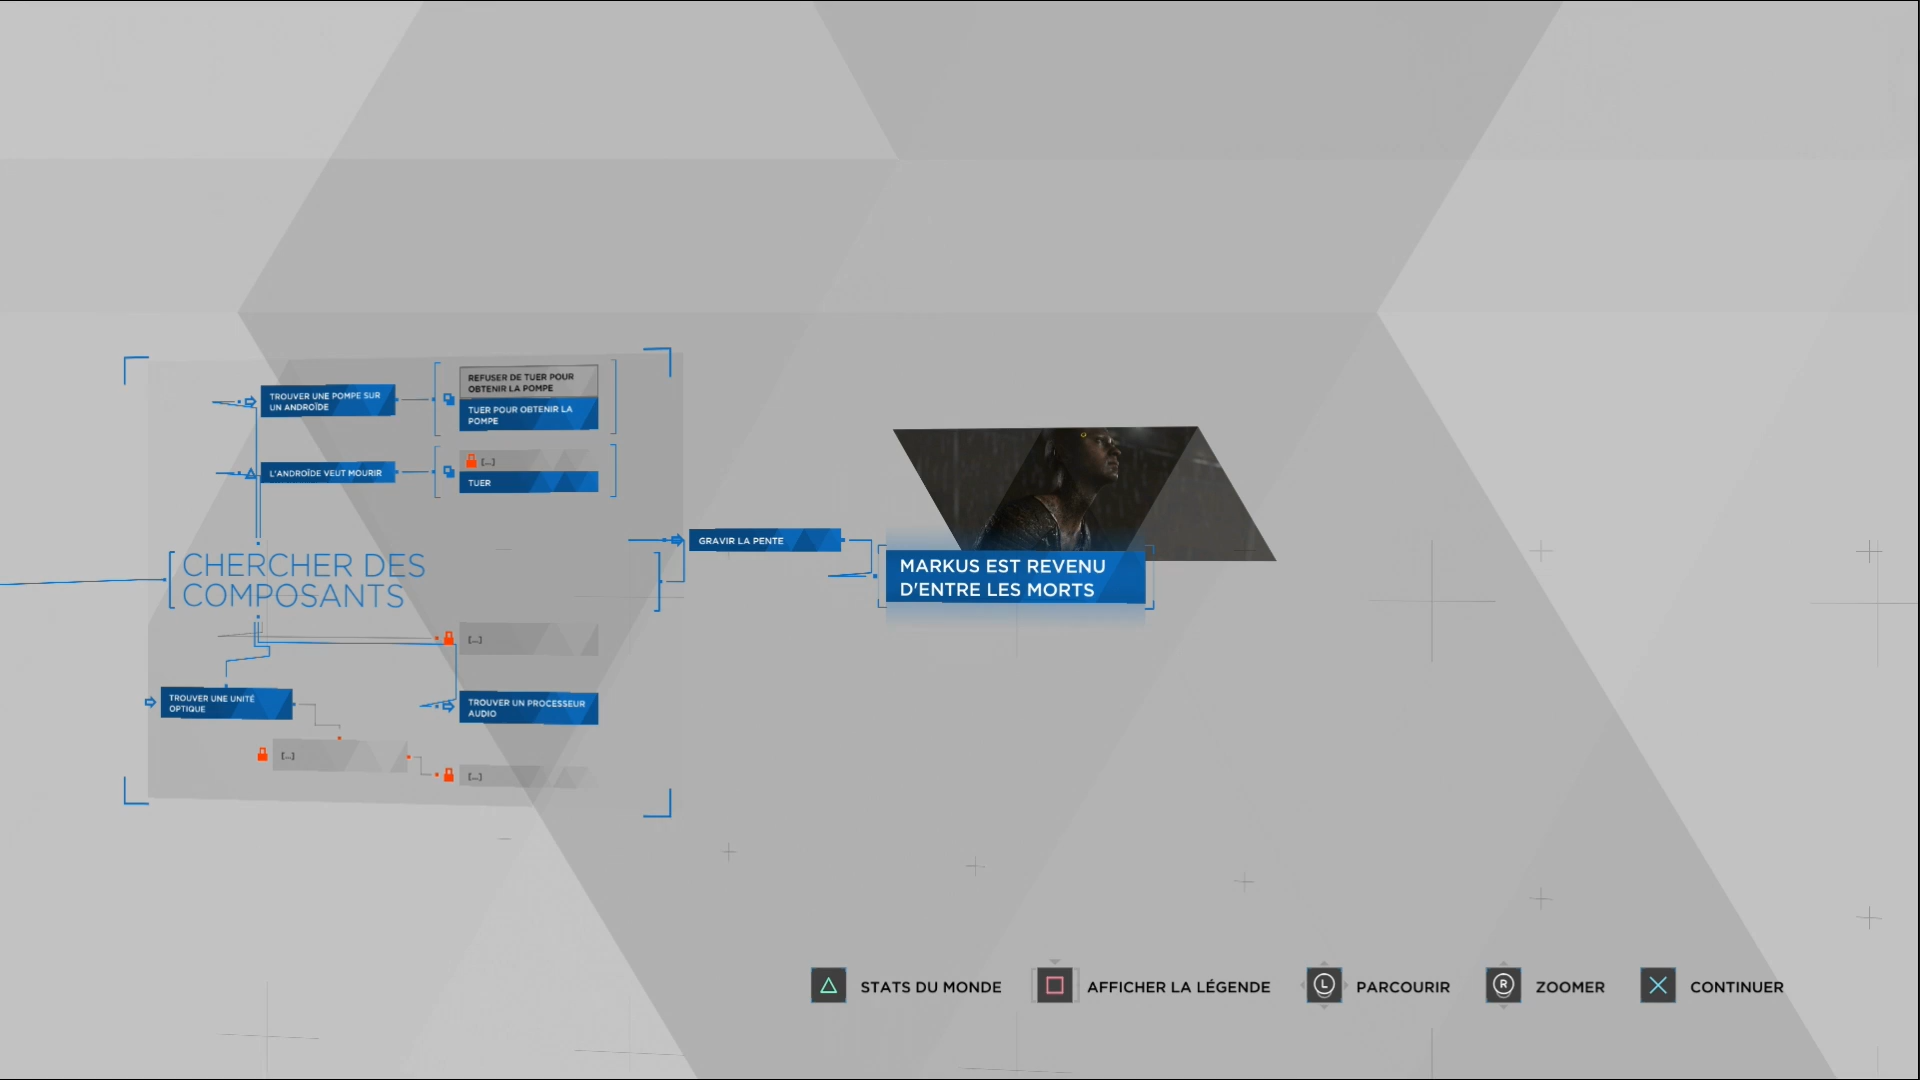 TROUVER UNE POMPE SUR
UN ANDROÏDE
REFUSER DE TUER POUR
OBTENIR LA POMPE
TUER POUR OBTENIR LA
POMPE
L'ANDROÏDE VEUT MOURIR
[...]
TUER
CHERCHER DES
COMPOSANTS
GRAVIR LA PENTE
MARKUS EST REVENU
D'ENTRE LES MORTS
[...]
TROUVER UNE UNITÉ
OPTIQUE
TROUVER UN PROCESSEUR
AUDIO
[...]
[...]
STATS DU MONDE
AFFICHER LA LÉGENDE
L
PARCOURIR
R
ZOOMER
CONTINUER